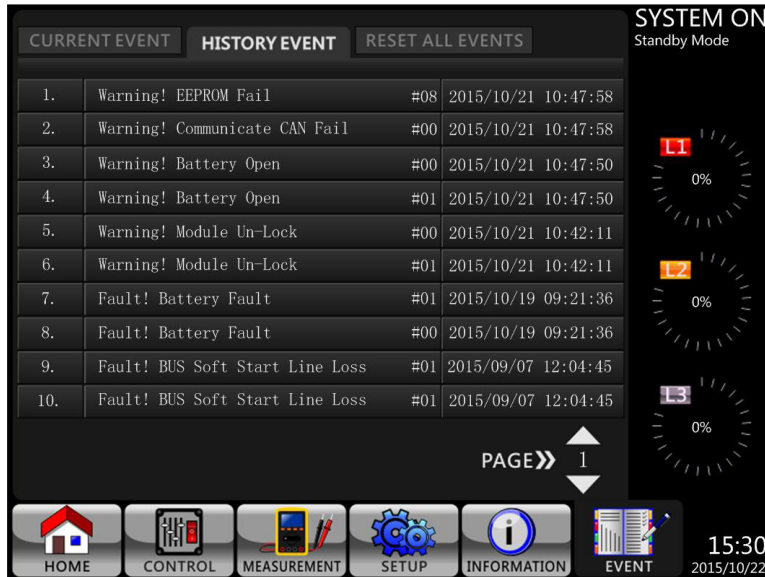 CURRENT EVENT HISTORY EVENT RESET ALL EVENTS
SYSTEM ON
Standby Mode
1. Warning! EEPROM Fail #08 2015/10/21 10:47:58
2. Warning! Communicate CAN Fail #00 2015/10/21 10:47:58
3. Warning! Battery Open #00 2015/10/21 10:47:50
4. Warning! Battery Open #01 2015/10/21 10:47:50
5. Warning! Module Un-Lock #00 2015/10/21 10:42:11
6. Warning! Module Un-Lock #01 2015/10/21 10:42:11
7. Fault! Battery Fault #01 2015/10/19 09:21:36
8. Fault! Battery Fault #00 2015/10/19 09:21:36
9. Fault! BUS Soft Start Line Loss #01 2015/09/07 12:04:45
10. Fault! BUS Soft Start Line Loss #01 2015/09/07 12:04:45
L1
0%
L2
0%
L3
0%
PAGE» 1
HOME CONTROL MEASUREMENT SETUP INFORMATION EVENT
15:30
2015/10/22